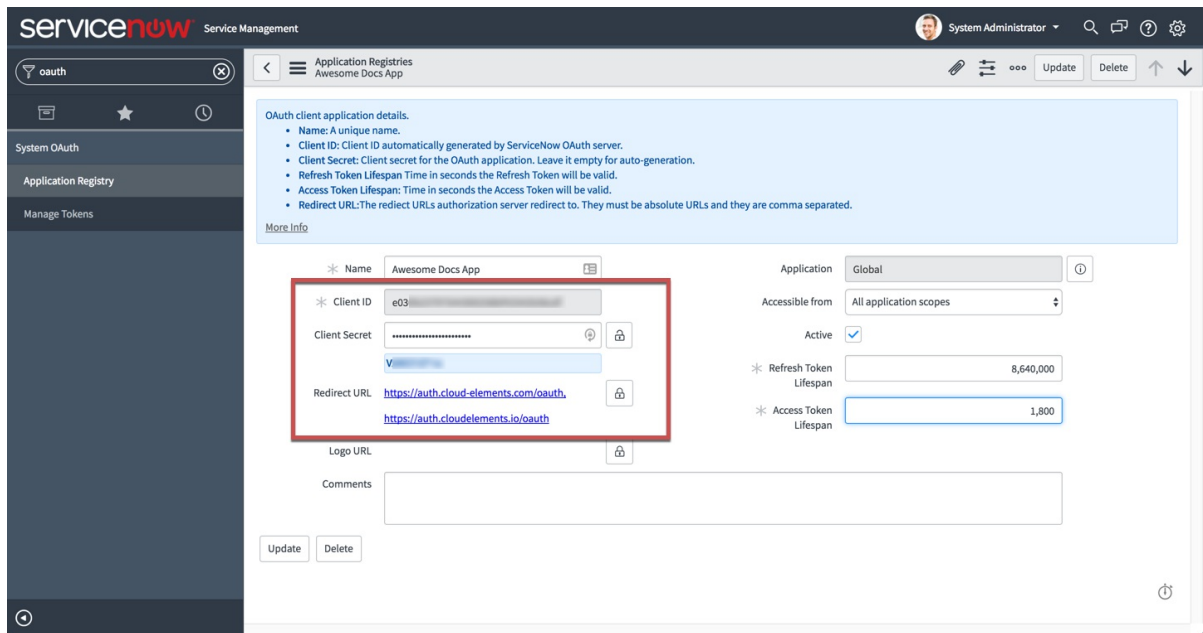 servicenow Service Management
System Administrator
oauth
Application Registries
Awesome Docs App
Update Delete
System OAuth
Application Registry
Manage Tokens
OAuth client application details.
• Name: A unique name.
• Client ID: Client ID automatically generated by ServiceNow OAuth server.
• Client Secret: Client secret for the OAuth application. Leave it empty for auto-generation.
• Refresh Token Lifespan Time in seconds the Refresh Token will be valid.
• Access Token Lifespan: Time in seconds the Access Token will be valid.
• Redirect URL:The rediect URLs authorization server redirect to. They must be absolute URLs and they are comma separated.
More Info
Name Awesome Docs App
Client ID e03
Client Secret
V
Redirect URL https://auth.cloud-elements.com/oauth,
https://auth.cloudelements.io/oauth
Logo URL
Application Global
Accessible from All application scopes
Active
Refresh Token
Lifespan
8,640,000
Access Token
Lifespan
1,800
Comments
Update Delete